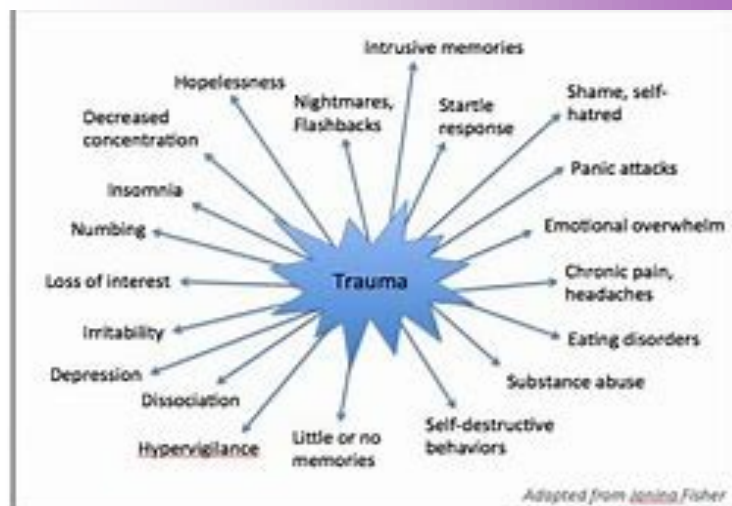 Intrusive memories
Hopelessness
Nightmares,
Flashbacks
Startle
response
Shame, self-
hatred
Decreased
concentration
Panic attacks
Insomnia
Numbing
Emotional overwhelm
Loss of interest
Trauma
Chronic pain,
headaches
Irritability
Eating disorders
Depression
Substance abuse
Dissociation
Self-destructive
behaviors
Hypervigilance
Little or no
memories
Adapted from Janina Fisher